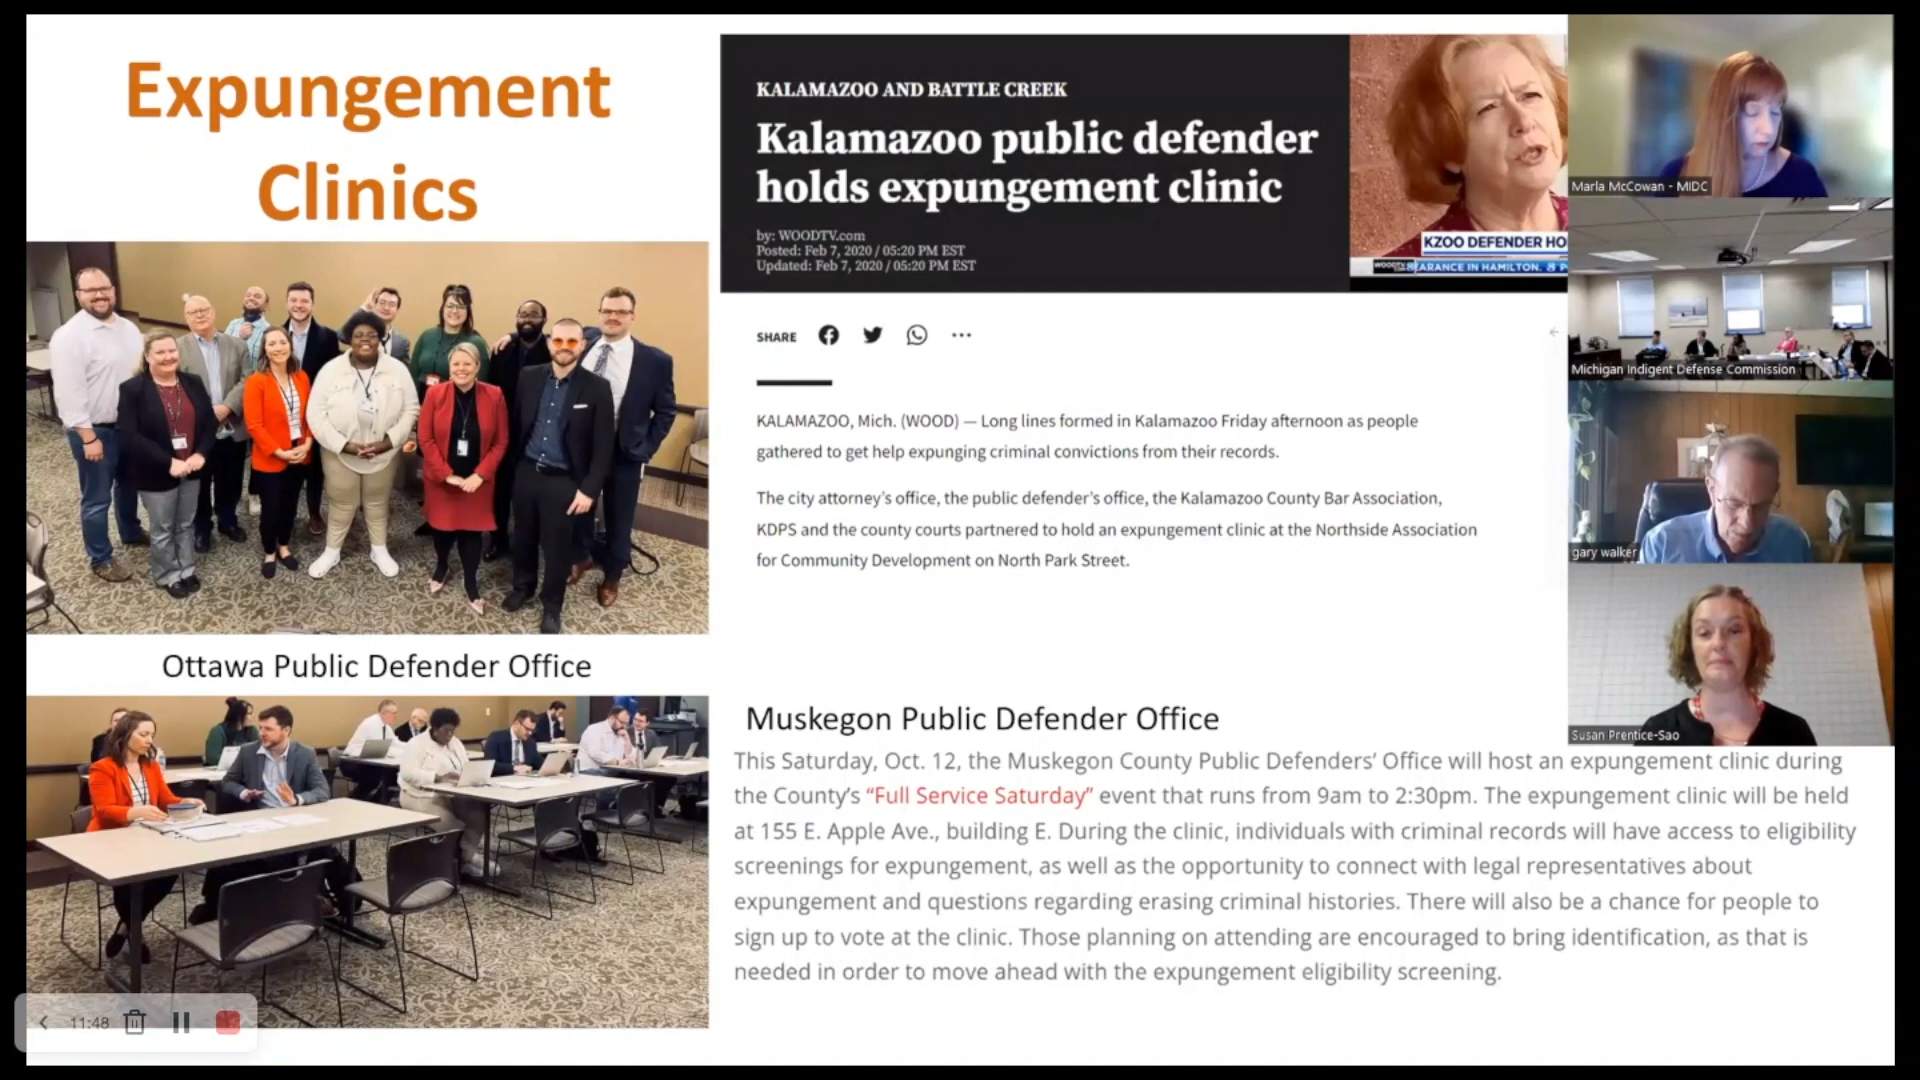 Expungement
Clinics
Ottawa Public Defender Office
KALAMAZOO AND BATTLE CREEK
Kalamazoo public defender
holds expungement clinic
by: WOODTV.com
Posted: Feb 7, 2020 / 05:20 PM EST
Updated: Feb 7, 2020 / 05:20 PM EST
KZOO DEFENDER HO
WOODTV 8 EARANCE IN HAMILTON. 8 P
SHARE
KALAMAZOO, Mich. (WOOD) — Long lines formed in Kalamazoo Friday afternoon as people
gathered to get help expunging criminal convictions from their records.
The city attorney's office, the public defender's office, the Kalamazoo County Bar Association,
KDPS and the county courts partnered to hold an expungement clinic at the Northside Association
for Community Development on North Park Street.
Muskegon Public Defender Office
This Saturday, Oct. 12, the Muskegon County Public Defenders' Office will host an expungement clinic during
the County's “Full Service Saturday” event that runs from 9am to 2:30pm. The expungement clinic will be held
at 155 E. Apple Ave., building E. During the clinic, individuals with criminal records will have access to eligibility
screenings for expungement, as well as the opportunity to connect with legal representatives about
expungement and questions regarding erasing criminal histories. There will also be a chance for people to
sign up to vote at the clinic. Those planning on attending are encouraged to bring identification, as that is
needed in order to move ahead with the expungement eligibility screening.
Marla McCowan - MIDC
Michigan Indigent Defense Commission
gary walker
Susan Prentice-Sao
11:48